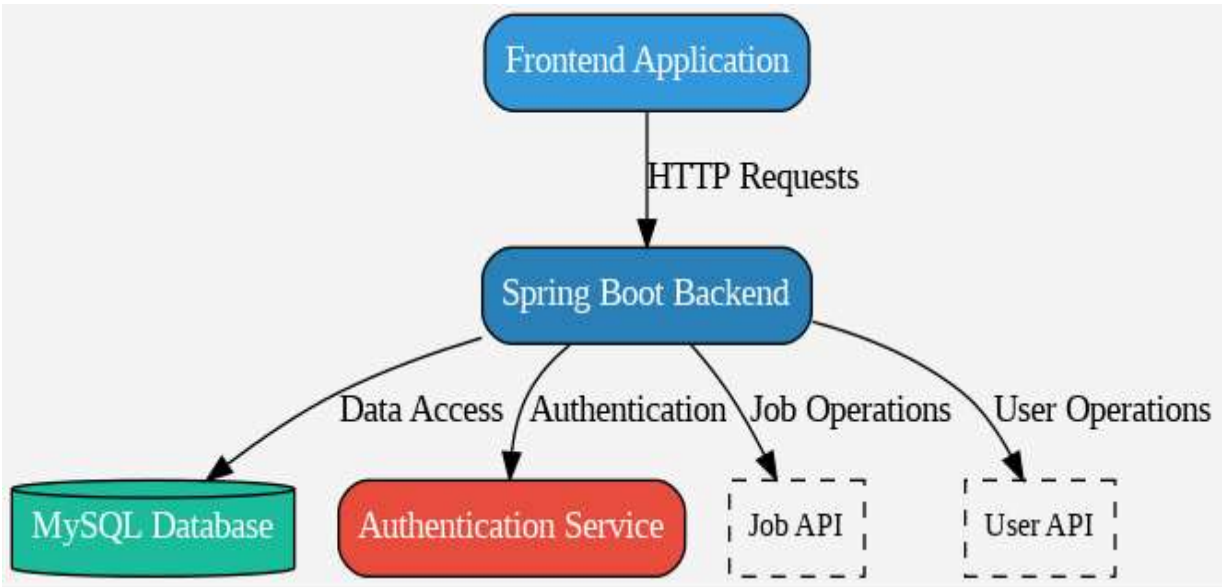 Frontend Application
HTTP Requests
Spring Boot Backend
Data Access
Authentication
Job Operations
User Operations
MySQL Database
Authentication Service
Job API
User API